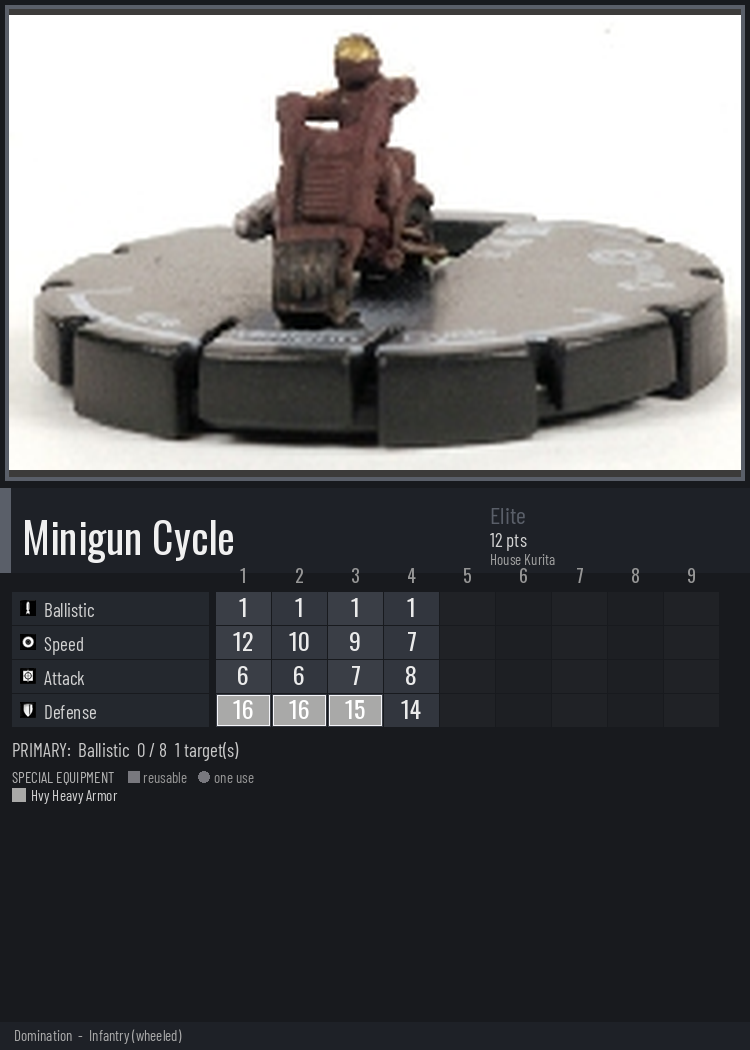 Minigun Cycle
Elite
12 pts
House Kurita
1 2 3 4 5 6 7 8 9
Ballistic 1 1 1 1
Speed 12 10 9 7
Attack 6 6 7 8
Defense 16 16 15 14
PRIMARY: Ballistic 0 / 8 1 target(s)
SPECIAL EQUIPMENT reusable one use
Hvy Heavy Armor
Domination - Infantry (wheeled)